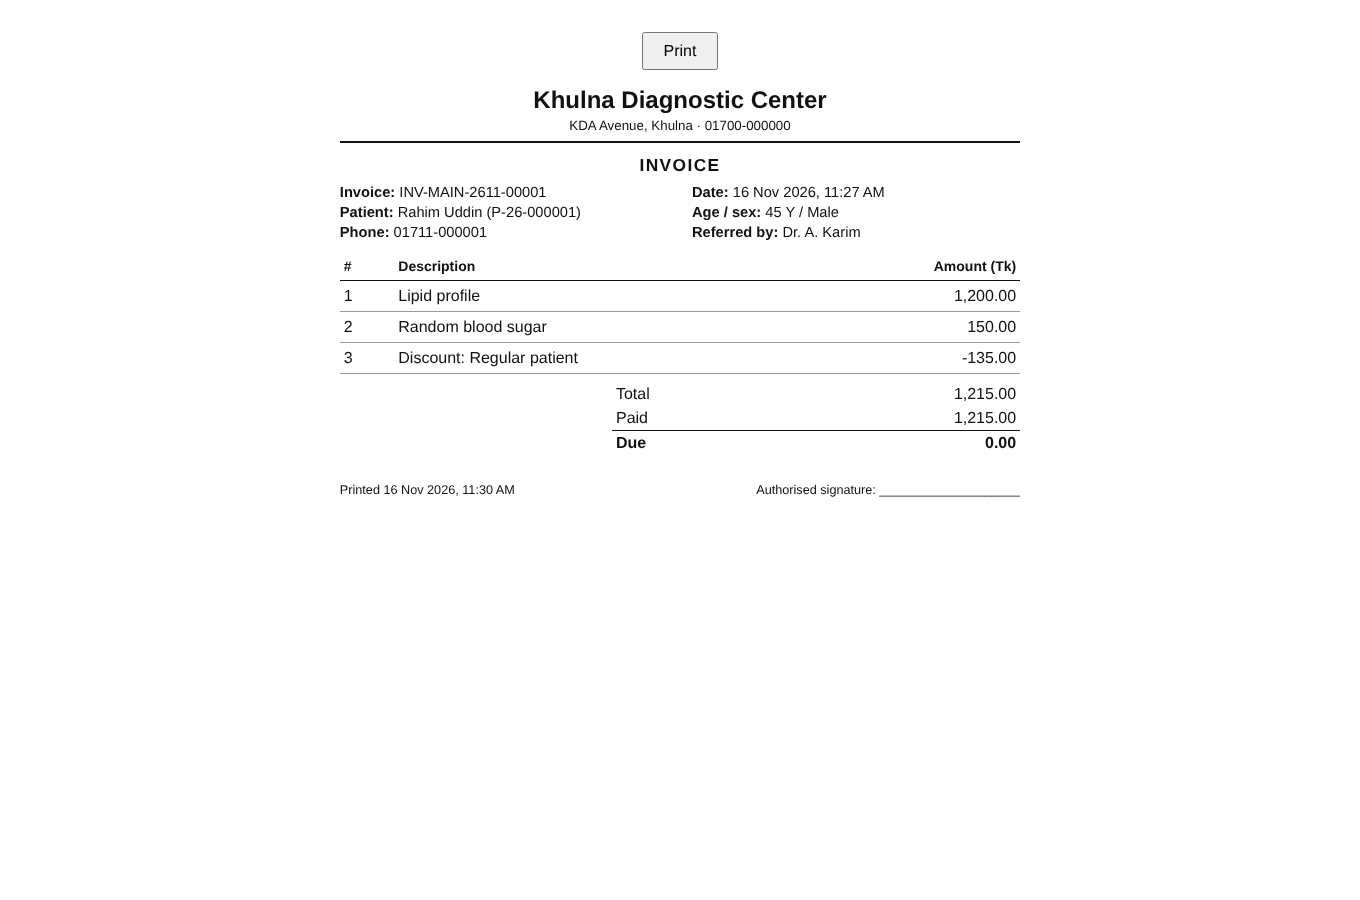 Print
Khulna Diagnostic Center
KDA Avenue, Khulna · 01700-000000
INVOICE
Invoice: INV-MAIN-2611-00001 Date: 16 Nov 2026, 11:27 AM
Patient: Rahim Uddin (P-26-000001) Age / sex: 45 Y / Male
Phone: 01711-000001 Referred by: Dr. A. Karim
# Description Amount (Tk)
1 Lipid profile 1,200.00
2 Random blood sugar 150.00
3 Discount: Regular patient -135.00
Total 1,215.00
Paid 1,215.00
Due 0.00
Printed 16 Nov 2026, 11:30 AM Authorised signature: ____________________